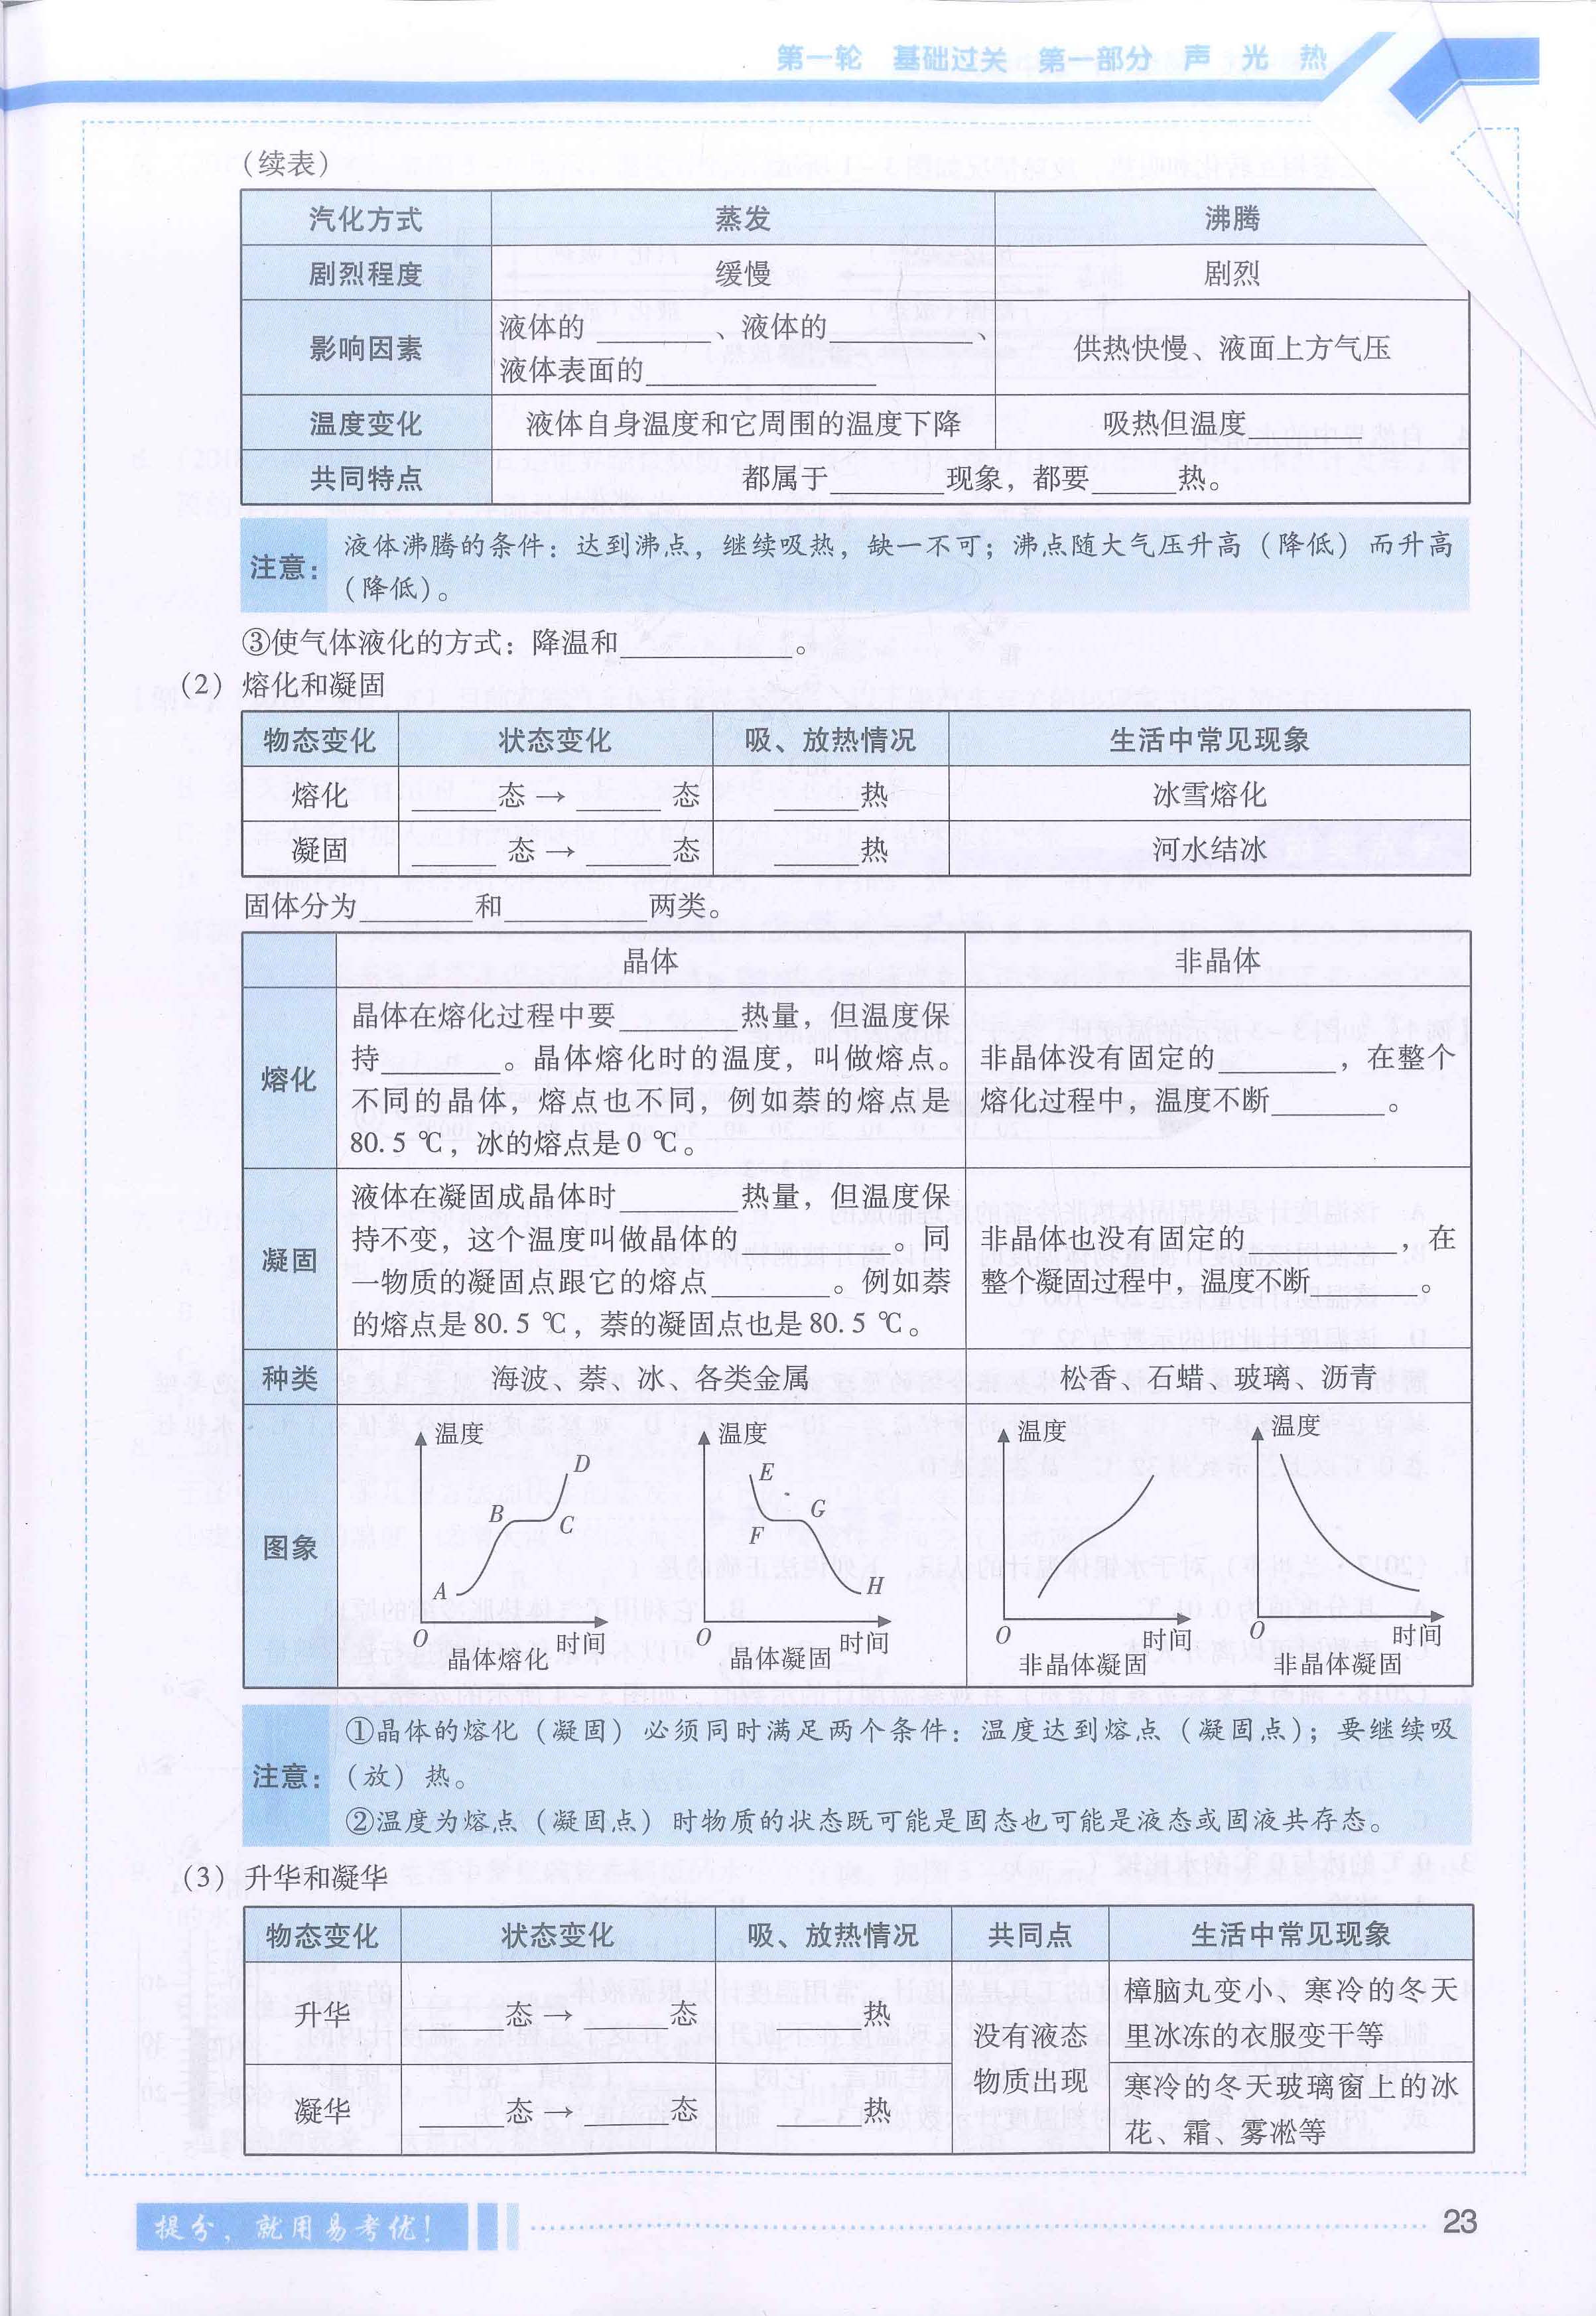 第一轮 基础过关 第一部分 声 光 热
(续表)
汽化方式 蒸发 沸腾
剧烈程度 缓慢 剧烈
影响因素 液体的________、液体的________、
液体表面的________ 供热快慢、液面上方气压
温度变化 液体自身温度和它周围的温度下降 吸热但温度
共同特点 都属于________现象，都要______热。
注意： 液体沸腾的条件：达到沸点，继续吸热，缺一不可；沸点随大气压升高（降低）而升高
（降低）。
③使气体液化的方式：降温和____________。
(2) 熔化和凝固
物态变化 状态变化 吸、放热情况 生活中常见现象
熔化 ______态→______态 ______热 冰雪熔化
凝固 ______态→______态 ______热 河水结冰
固体分为________和________两类。
晶体 非晶体
熔化 晶体在熔化过程中要________热量，但温度保
持________。晶体熔化时的温度，叫做熔点。
不同的晶体，熔点也不同，例如萘的熔点是
80.5 ℃，冰的熔点是0 ℃。
非晶体没有固定的________，在整个
熔化过程中，温度不断________。
凝固 液体在凝固成晶体时________热量，但温度保
持不变，这个温度叫做晶体的________。同
一物质的凝固点跟它的熔点________。例如萘
的熔点是80.5 ℃，萘的凝固点也是80.5 ℃。
非晶体也没有固定的________，在
整个凝固过程中，温度不断________。
种类 海波、萘、冰、各类金属 松香、石蜡、玻璃、沥青
图象
温度 A B C D O 时间
晶体熔化
温度 E F G H O 时间
晶体凝固
温度 O 时间
非晶体凝固
温度 O 时间
非晶体凝固
注意： ①晶体的熔化（凝固）必须同时满足两个条件：温度达到熔点（凝固点）；要继续吸
（放）热。
②温度为熔点（凝固点）时物质的状态既可能是固态也可能是液态或固液共存态。
(3) 升华和凝华
物态变化 状态变化 吸、放热情况 共同点 生活中常见现象
升华 ______态→______态 ______热 没有液态
物质出现
樟脑丸变小、寒冷的冬天
里冰冻的衣服变干等
凝华 ______态→______态 ______热 寒冷的冬天玻璃窗上的冰
花、霜、雾凇等
提分，就用易考优！
23